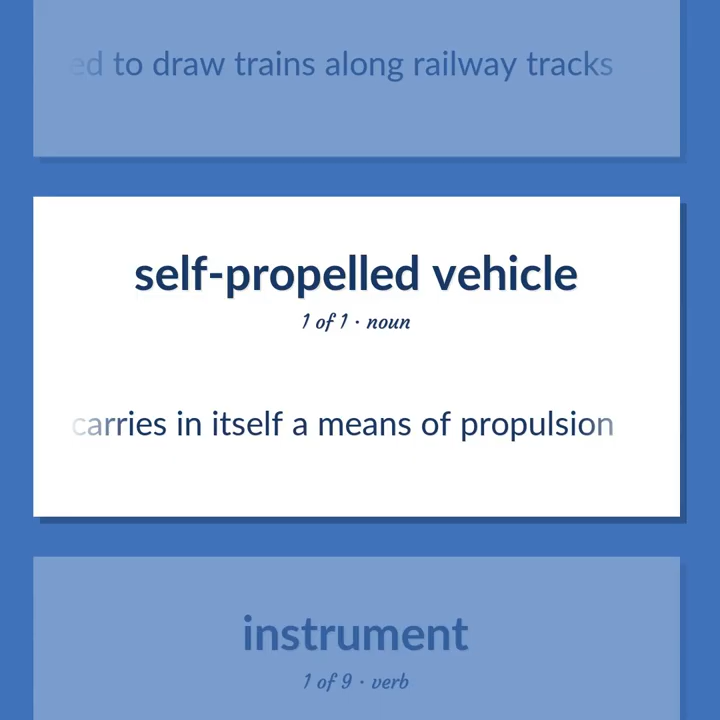 ed to draw trains along railway tracks
self-propelled vehicle
1 of 1 · noun
carries in itself a means of propulsion
instrument
1 of 9 · verb